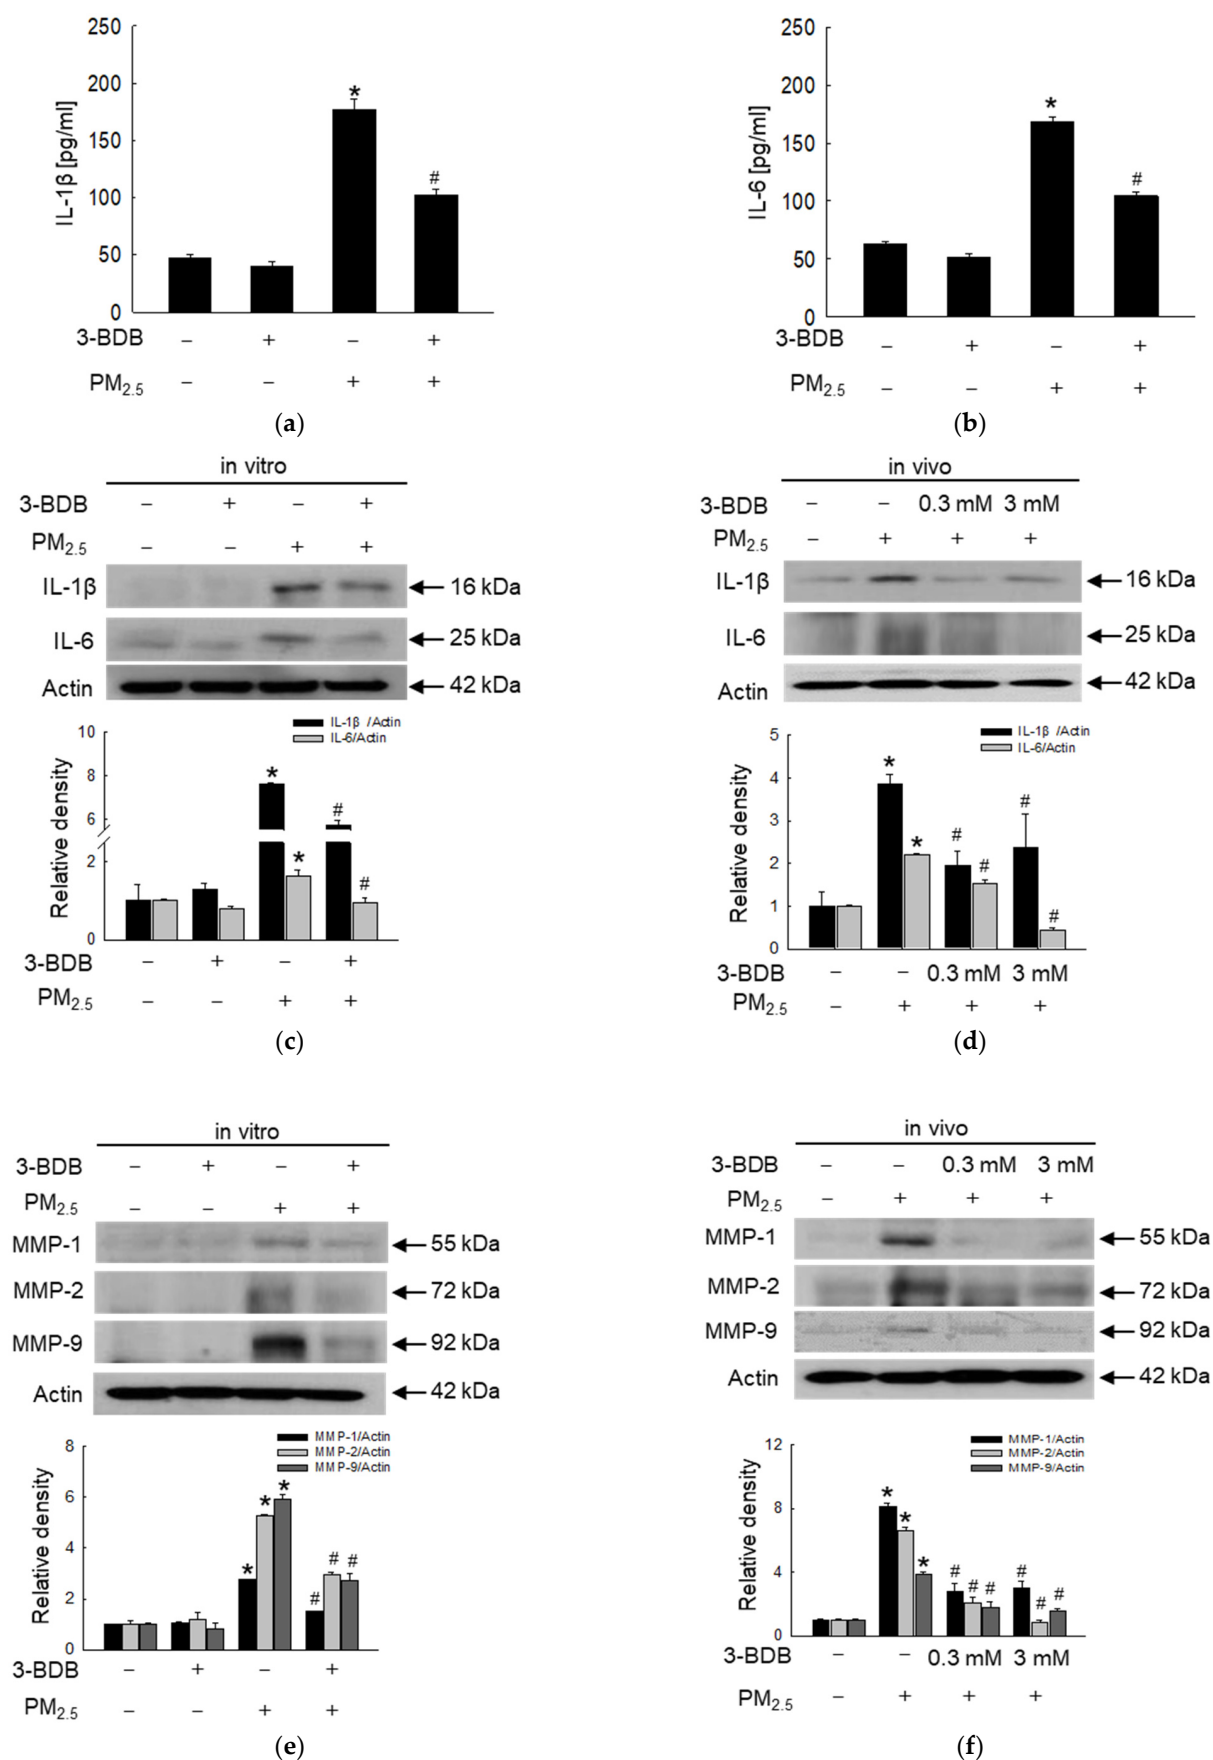 250
200
150
100
50
0
IL-1β [pg/ml]
*
#
3-BDB − + − +
PM2.5 − − + +
(a)
250
200
150
100
50
0
IL-6 [pg/ml]
*
#
3-BDB − + − +
PM2.5 − − + +
(b)
in vitro
3-BDB − + − +
PM2.5 − − + +
IL-1β 16 kDa
IL-6 25 kDa
Actin 42 kDa
IL-1β /Actin
IL-6/Actin
10
8
6
2
1
0
Relative density
* * # #
3-BDB − + − +
PM2.5 − − + +
(c)
in vivo
3-BDB − − 0.3 mM 3 mM
PM2.5 − + + +
IL-1β 16 kDa
IL-6 25 kDa
Actin 42 kDa
IL-1β /Actin
IL-6/Actin
5
4
3
2
1
0
Relative density
* * # # # #
3-BDB − − 0.3 mM 3 mM
PM2.5 − + + +
(d)
in vitro
3-BDB − + − +
PM2.5 − − + +
MMP-1 55 kDa
MMP-2 72 kDa
MMP-9 92 kDa
Actin 42 kDa
MMP-1/Actin
MMP-2/Actin
MMP-9/Actin
8
6
4
2
0
Relative density
* * * # # #
3-BDB − + − +
PM2.5 − − + +
(e)
in vivo
3-BDB − − 0.3 mM 3 mM
PM2.5 − + + +
MMP-1 55 kDa
MMP-2 72 kDa
MMP-9 92 kDa
Actin 42 kDa
MMP-1/Actin
MMP-2/Actin
MMP-9/Actin
12
8
4
0
Relative density
* * * # # # # # #
3-BDB − − 0.3 mM 3 mM
PM2.5 − + + +
(f)